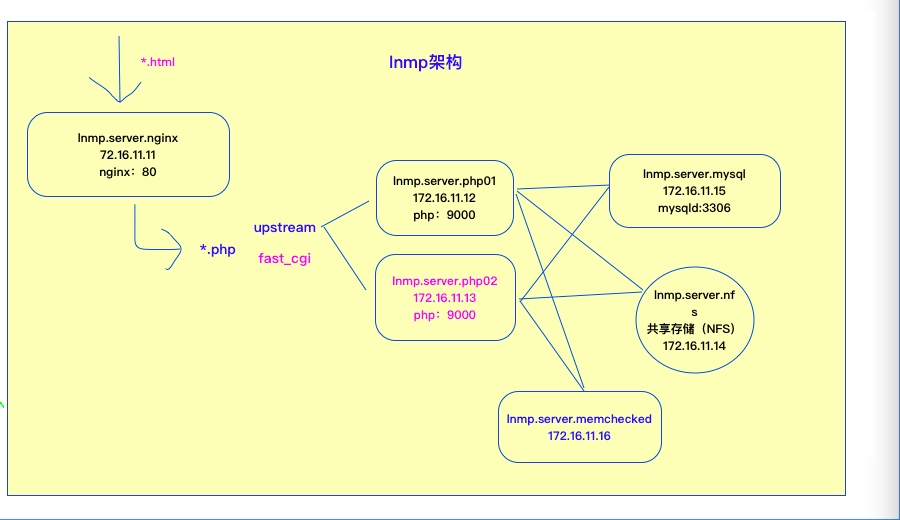 lnmp架构
*.html
lnmp.server.nginx
72.16.11.11
nginx：80
*.php
upstream
fast_cgi
lnmp.server.php01
172.16.11.12
php：9000
lnmp.server.php02
172.16.11.13
php：9000
lnmp.server.mysql
172.16.11.15
mysqld:3306
lnmp.server.nf
s
共享存储（NFS）
172.16.11.14
lnmp.server.memchecked
172.16.11.16